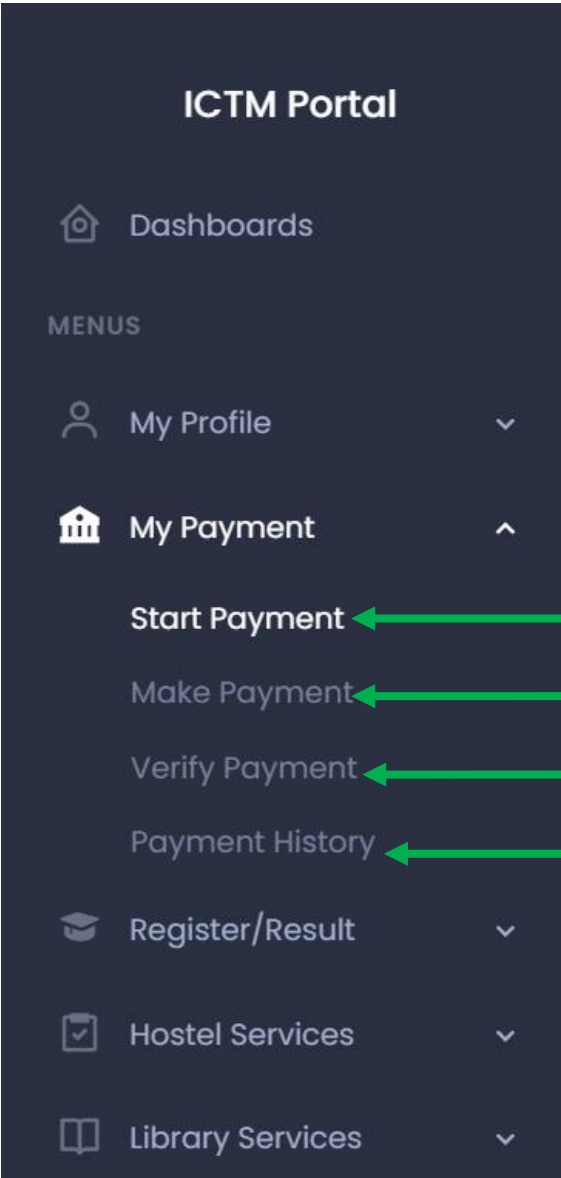 ICTM Portal
Dashboards
MENUS
My Profile
My Payment
Start Payment
Make Payment
Verify Payment
Payment History
Register/Result
Hostel Services
Library Services